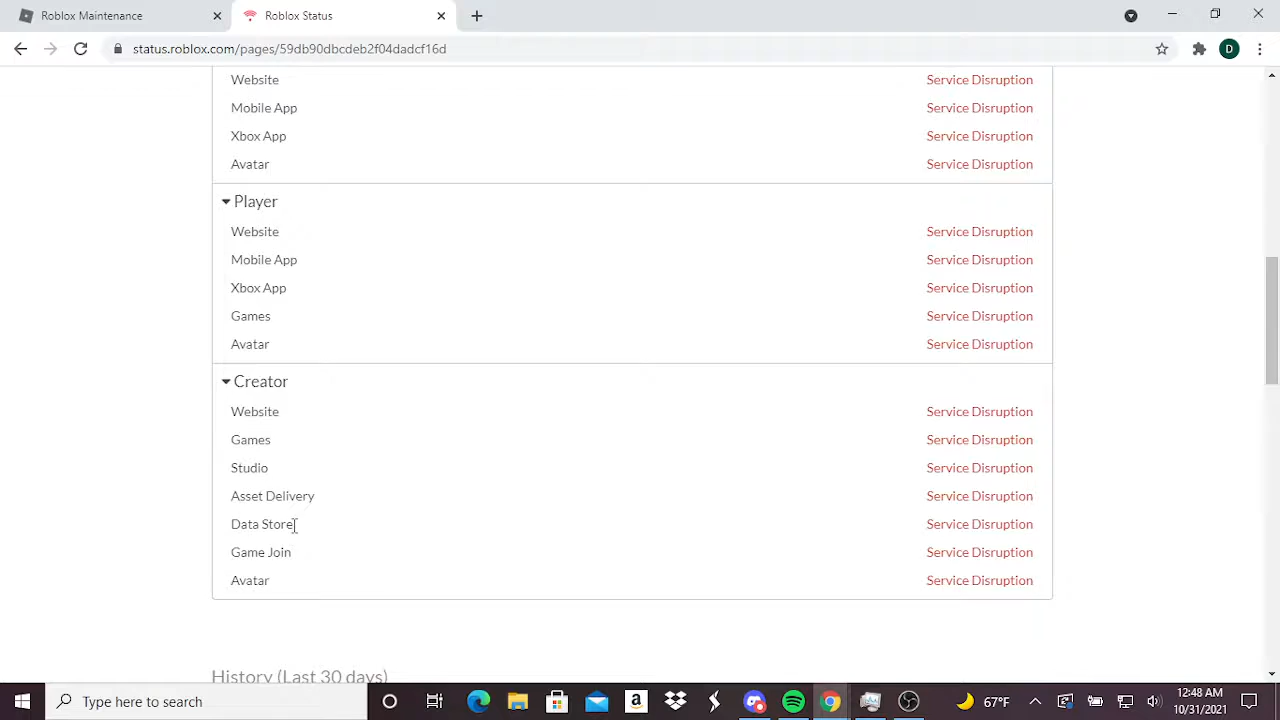 Roblox Maintenance
Roblox Status
status.roblox.com/pages/59db90dbcdeb2f04dadcf16d
D
Website Service Disruption
Mobile App Service Disruption
Xbox App Service Disruption
Avatar Service Disruption
Player
Website Service Disruption
Mobile App Service Disruption
Xbox App Service Disruption
Games Service Disruption
Avatar Service Disruption
Creator
Website Service Disruption
Games Service Disruption
Studio Service Disruption
Asset Delivery Service Disruption
Data Store Service Disruption
Game Join Service Disruption
Avatar Service Disruption
History (Last 30 days)
Type here to search
67°F
12:48 AM
10/31/2021